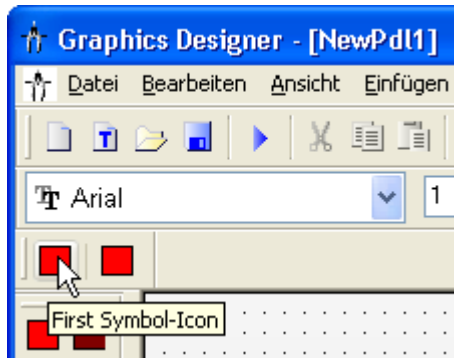 Graphics Designer - [NewPdl1]
Datei Bearbeiten Ansicht Einfügen
T
Arial 1
First Symbol-Icon